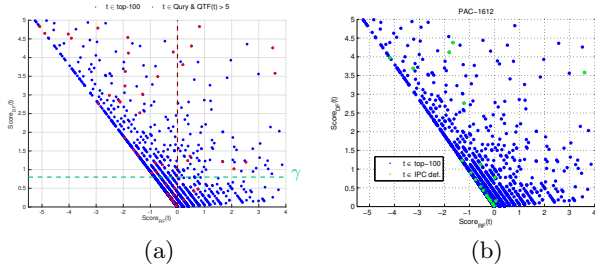 t ∈ top-100   t ∈ Qury & QTF(t) > 5
Score_DF(t)
5
4.5
4
3.5
3
2.5
2
1.5
1
0.5
0
γ
-5 -4 -3 -2 -1 0 1 2 3 4
Score_RF(t)
(a)
PAC-1612
Score_DF(t)
5
4.5
4
3.5
3
2.5
2
1.5
1
0.5
0
t ∈ top-100
t ∈ IPC def.
-5 -4 -3 -2 -1 0 1 2 3 4
Score_RF(t)
(b)